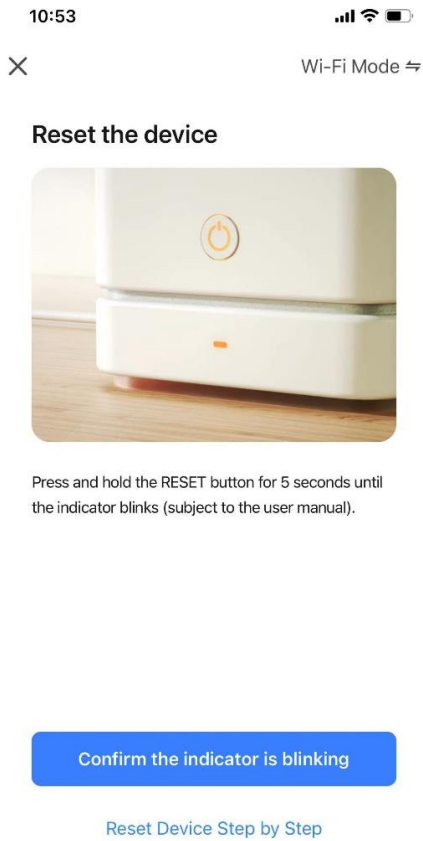 10:53
Wi-Fi Mode ⇋
Reset the device
Press and hold the RESET button for 5 seconds until
the indicator blinks (subject to the user manual).
Confirm the indicator is blinking
Reset Device Step by Step